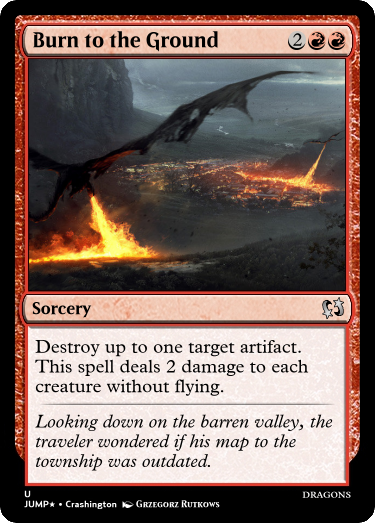 Burn to the Ground 2
Sorcery
Destroy up to one target artifact.
This spell deals 2 damage to each
creature without flying.
Looking down on the barren valley, the
traveler wondered if his map to the
township was outdated.
U DRAGONS
JUMP★ • Crashington GRZEGORZ RUTKOWS